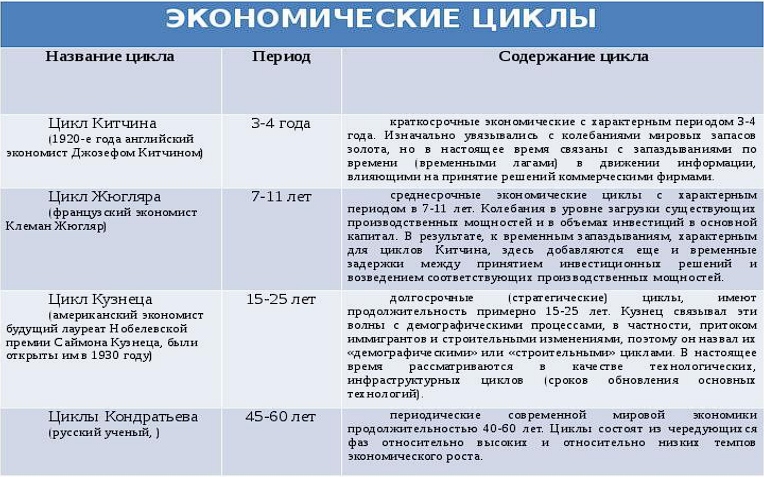 ЭКОНОМИЧЕСКИЕ ЦИКЛЫ
Название цикла
Период
Содержание цикла
Цикл Китчина
(1920-е года английский
экономист Джозефом Китчином)
3-4 года
краткосрочные экономические с характерным периодом 3-4
года. Изначально увязывались с колебаниями мировых запасов
золота, но в настоящее время связаны с запаздываниями по
времени (временными лагами) в движении информации,
влияющими на принятие решений коммерческими фирмами.
Цикл Жюгляра
(французский экономист
Клеман Жюгляр)
7-11 лет
среднесрочные экономические циклы с характерным
периодом в 7-11 лет. Колебания в уровне загрузки существующих
производственных мощностей и в объемах инвестиций в основной
капитал. В результате, к временным запаздываниям, характерным
для циклов Китчина, здесь добавляются еще и временные
задержки между принятием инвестиционных решений и
возведением соответствующих производственных мощностей.
Цикл Кузнеца
(американский экономист
будущий лауреат Нобелевской
премии Саймона Кузнеца, были
открыты им в 1930 году)
15-25 лет
долгосрочные (стратегические) циклы, имеют
продолжительность примерно 15-25 лет. Кузнец связывал эти
волны с демографическими процессами, в частности, притоком
иммигрантов и строительными изменениями, поэтому он назвал их
«демографическими» или «строительными» циклами. В настоящее
время рассматриваются в качестве технологических,
инфраструктурных циклов (сроков обновления основных
технологий).
Циклы Кондратьева
(русский ученый, )
45-60 лет
периодические современной мировой экономики
продолжительностью 40-60 лет. Циклы состоят из чередующихся
фаз относительно высоких и относительно низких темпов
экономического роста.